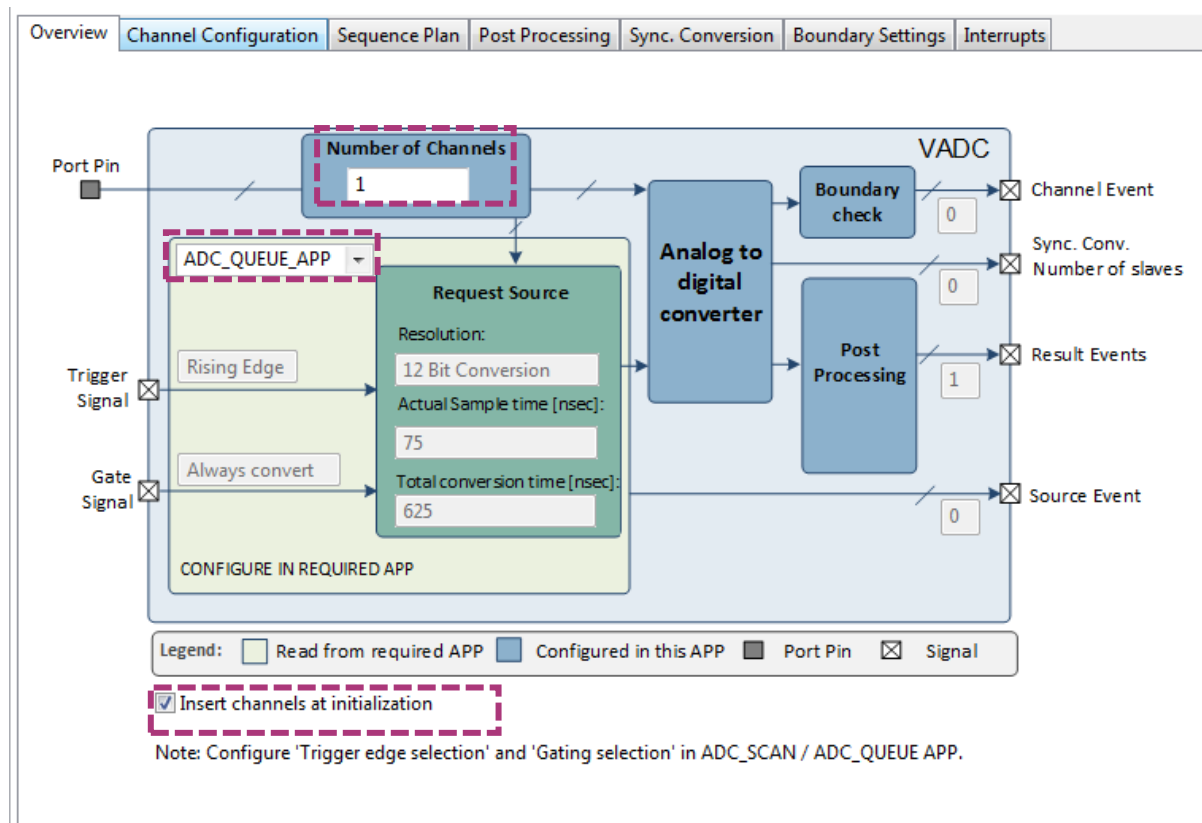 Overview
Channel Configuration
Sequence Plan
Post Processing
Sync. Conversion
Boundary Settings
Interrupts
VADC
Port Pin
Number of Channels
1
Boundary
check
Channel Event
0
Sync. Conv.
Number of slaves
0
ADC_QUEUE_APP
Analog to
digital
converter
Request Source
Resolution:
12 Bit Conversion
Actual Sample time [nsec]:
75
Total conversion time [nsec]:
625
Post
Processing
Result Events
1
Trigger
Signal
Rising Edge
Gate
Signal
Always convert
Source Event
0
CONFIGURE IN REQUIRED APP
Legend: Read from required APP Configured in this APP Port Pin Signal
Insert channels at initialization
Note: Configure 'Trigger edge selection' and 'Gating selection' in ADC_SCAN / ADC_QUEUE APP.